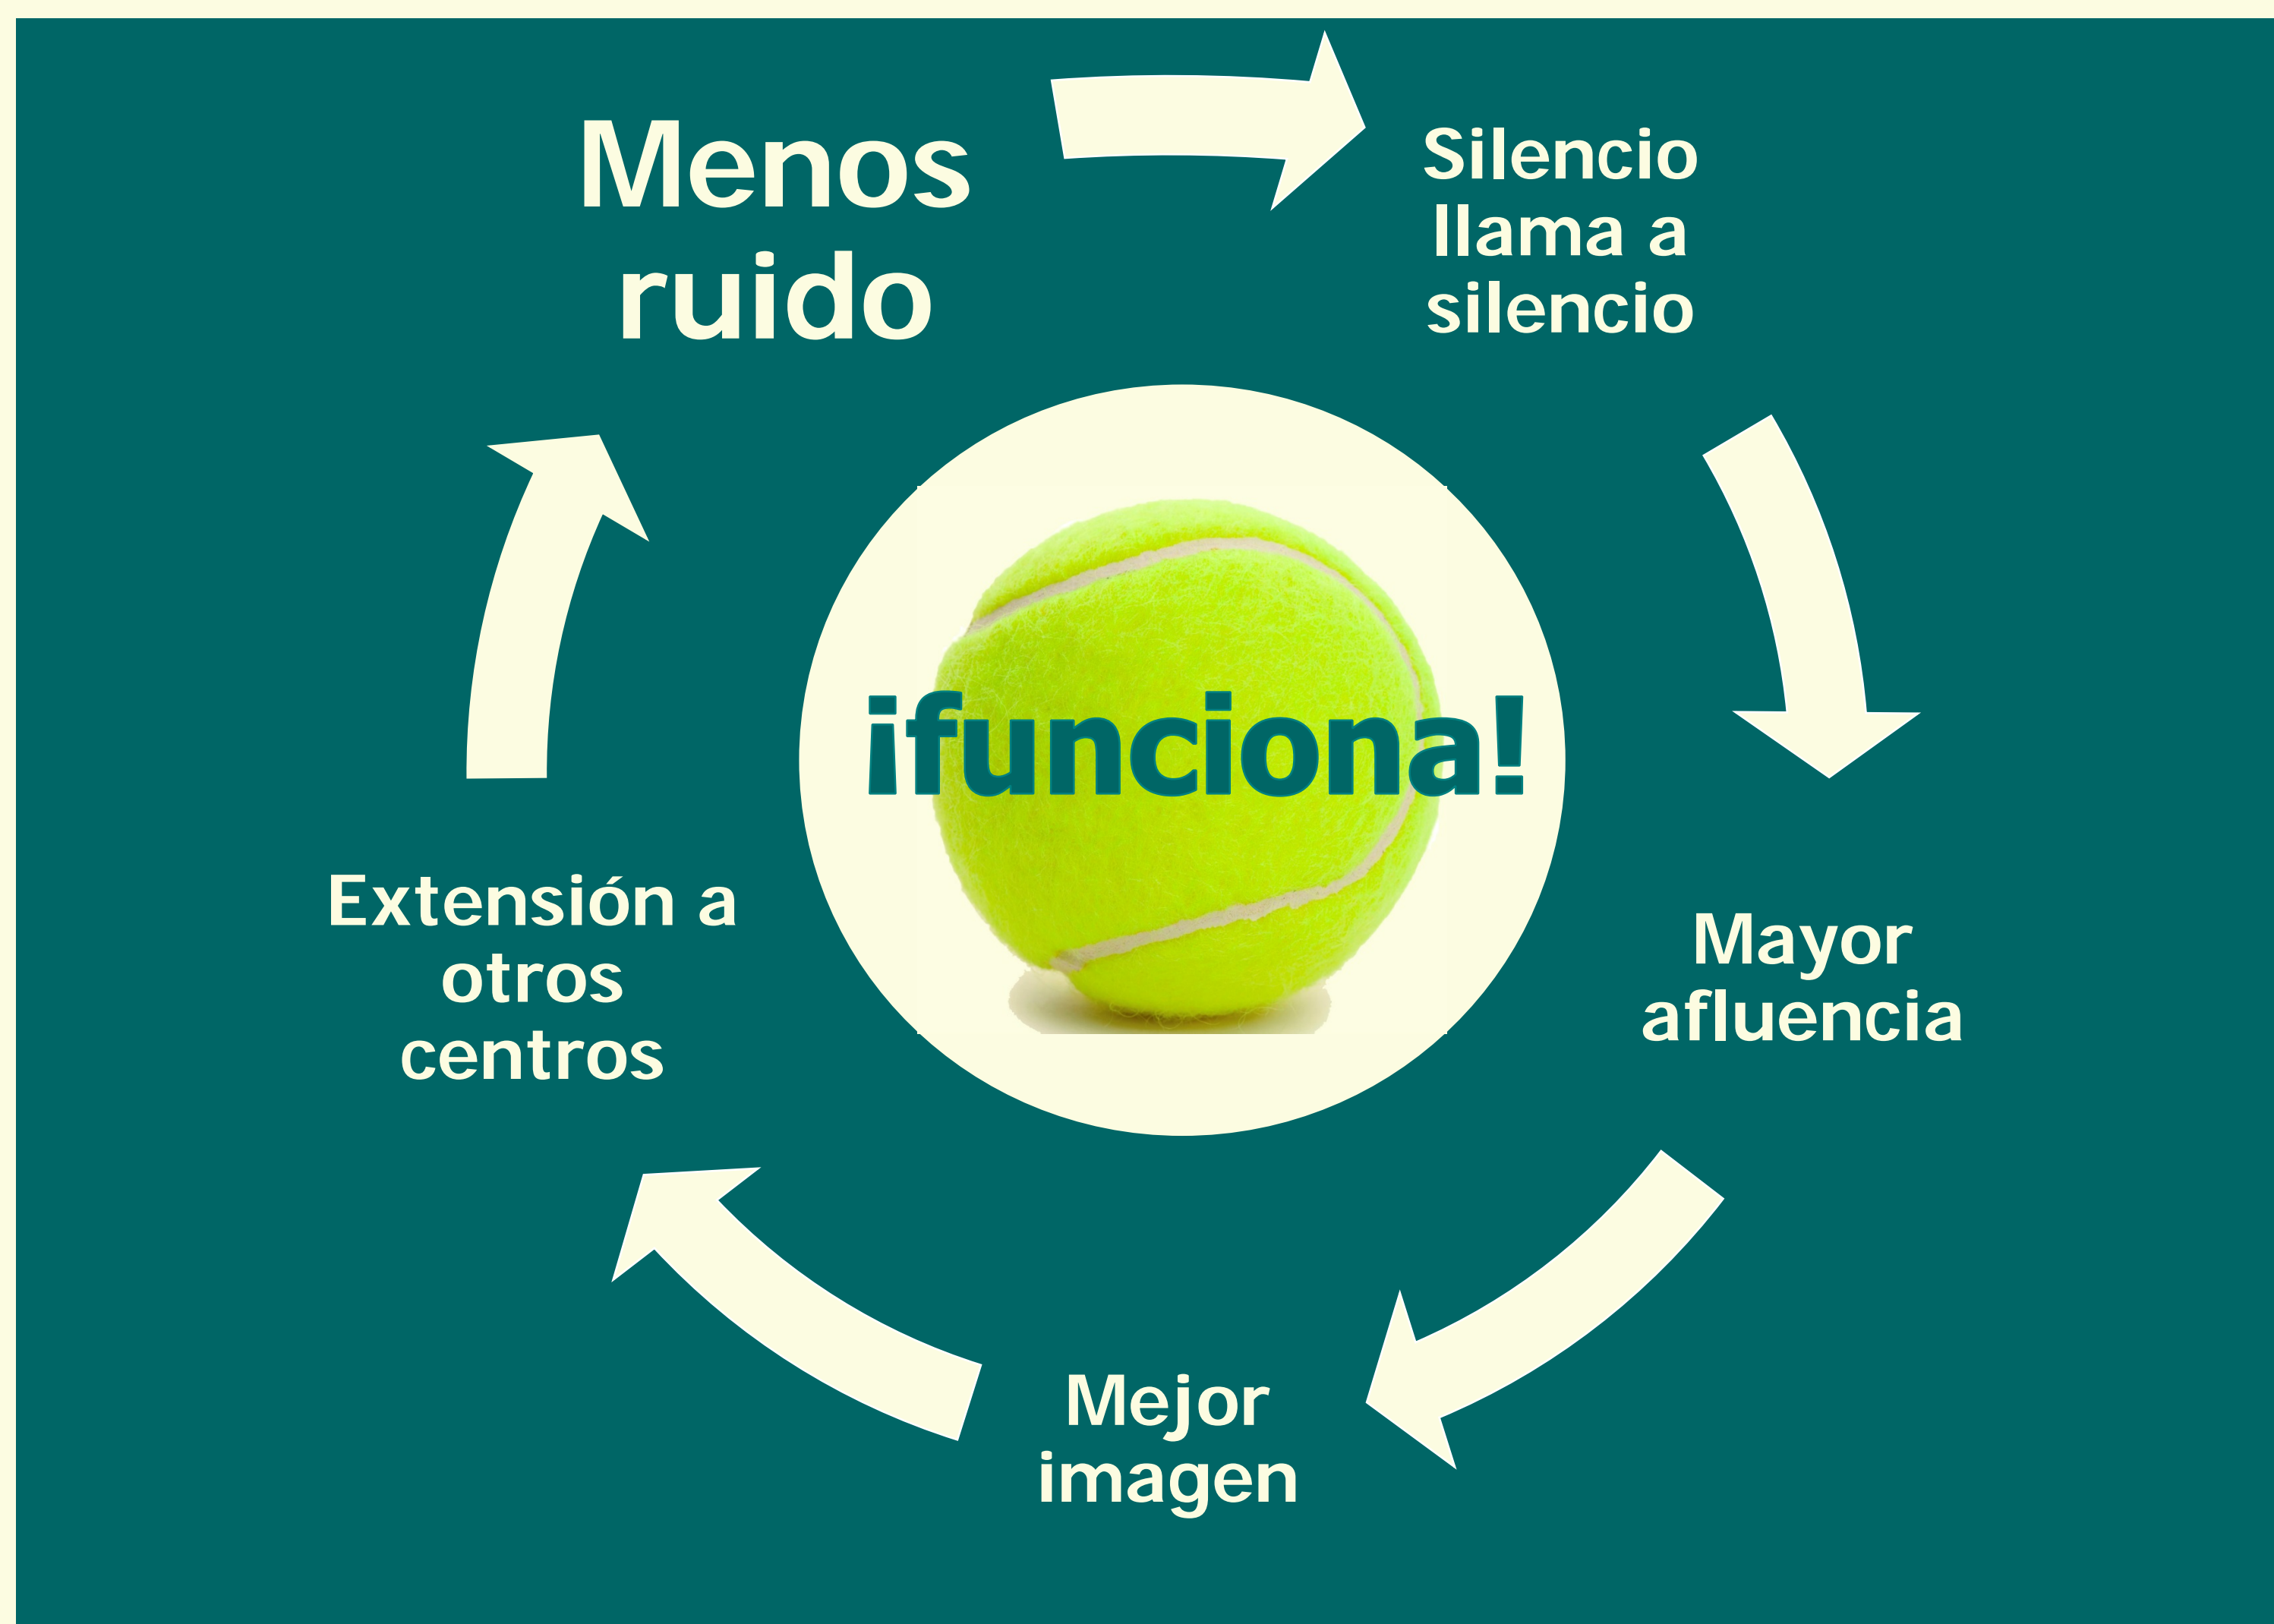 Menos
ruido
Silencio
llama a
silencio
¡funciona!
Extensión a
otros
centros
Mayor
afluencia
Mejor
imagen